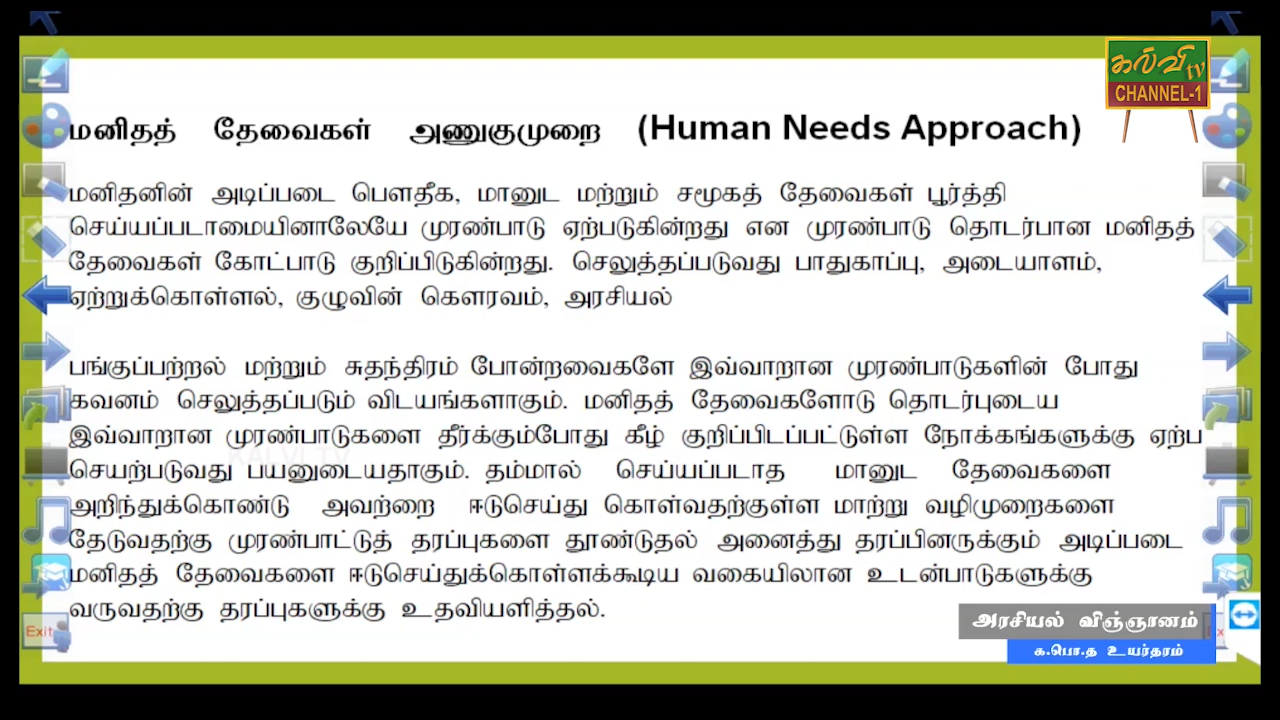 கல்வி tv
CHANNEL-1
மனிதத் தேவைகள் அணுகுமுறை (Human Needs Approach)
மனிதனின் அடிப்படை பௌதீக, மானுட மற்றும் சமூகத் தேவைகள் பூர்த்தி
செய்யப்படாமையினாலேயே முரண்பாடு ஏற்படுகின்றது என முரண்பாடு தொடர்பான மனிதத்
தேவைகள் கோட்பாடு குறிப்பிடுகின்றது. செலுத்தப்படுவது பாதுகாப்பு, அடையாளம்,
ஏற்றுக்கொள்ளல், குழுவின் கௌரவம், அரசியல்
பங்குப்பற்றல் மற்றும் சுதந்திரம் போன்றவைகளே இவ்வாறான முரண்பாடுகளின் போது
கவனம் செலுத்தப்படும் விடயங்களாகும். மனிதத் தேவைகளோடு தொடர்புடைய
இவ்வாறான முரண்பாடுகளை தீர்க்கும்போது கீழ் குறிப்பிடப்பட்டுள்ள நோக்கங்களுக்கு ஏற்ப
செயற்படுவது பயனுடையதாகும். தம்மால் செய்யப்படாத மானுட தேவைகளை
அறிந்துக்கொண்டு அவற்றை ஈடுசெய்து கொள்வதற்குள்ள மாற்று வழிமுறைகளை
தேடுவதற்கு முரண்பாட்டுத் தரப்புகளை தூண்டுதல் அனைத்து தரப்பினருக்கும் அடிப்படை
மனிதத் தேவைகளை ஈடுசெய்துக்கொள்ளக்கூடிய வகையிலான உடன்பாடுகளுக்கு
வருவதற்கு தரப்புகளுக்கு உதவியளித்தல்.
KALVI TV
Exit
அரசியல் விஞ்ஞானம்
க.பொ.த உயர்தரம்